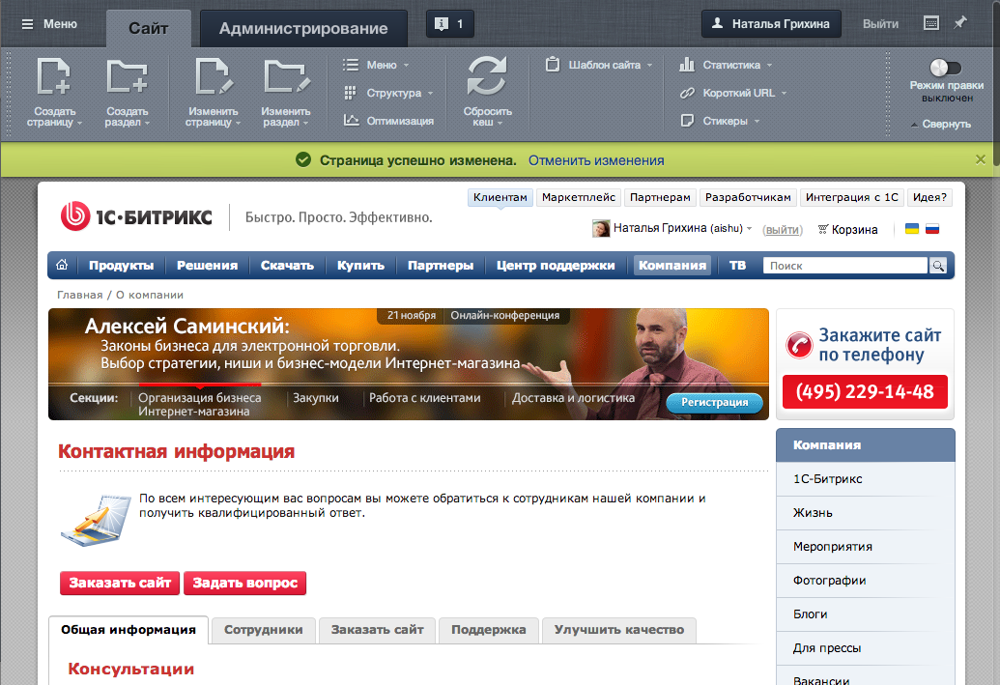 Меню
Сайт
Администрирование
1
Наталья Грихина
Выйти
Создать
страницу
Создать
раздел
Изменить
страницу
Изменить
раздел
Меню
Структура
Оптимизация
Сбросить
кеш
Шаблон сайта
Статистика
Короткий URL
Стикеры
Режим правки
выключен
Свернуть
Страница успешно изменена. Отменить изменения
Клиентам
Маркетплейс
Партнерам
Разработчикам
Интеграция с 1С
Идея?
1С·БИТРИКС
Быстро. Просто. Эффективно.
Наталья Грихина (aishu)
(выйти)
Корзина
Продукты
Решения
Скачать
Купить
Партнеры
Центр поддержки
Компания
ТВ
Поиск
Главная / О компании
21 ноября
Онлайн-конференция
Алексей Саминский:
Законы бизнеса для электронной торговли.
Выбор стратегии, ниши и бизнес-модели Интернет-магазина
Секции:
Организация бизнеса
Интернет-магазина
Закупки
Работа с клиентами
Доставка и логистика
Регистрация
Закажите сайт
по телефону
(495) 229-14-48
Контактная информация
По всем интересующим вас вопросам вы можете обратиться к сотрудникам нашей компании и
получить квалифицированный ответ.
Заказать сайт
Задать вопрос
Общая информация
Сотрудники
Заказать сайт
Поддержка
Улучшить качество
Консультации
Компания
1С-Битрикс
Жизнь
Мероприятия
Фотографии
Блоги
Для прессы
Вакансии